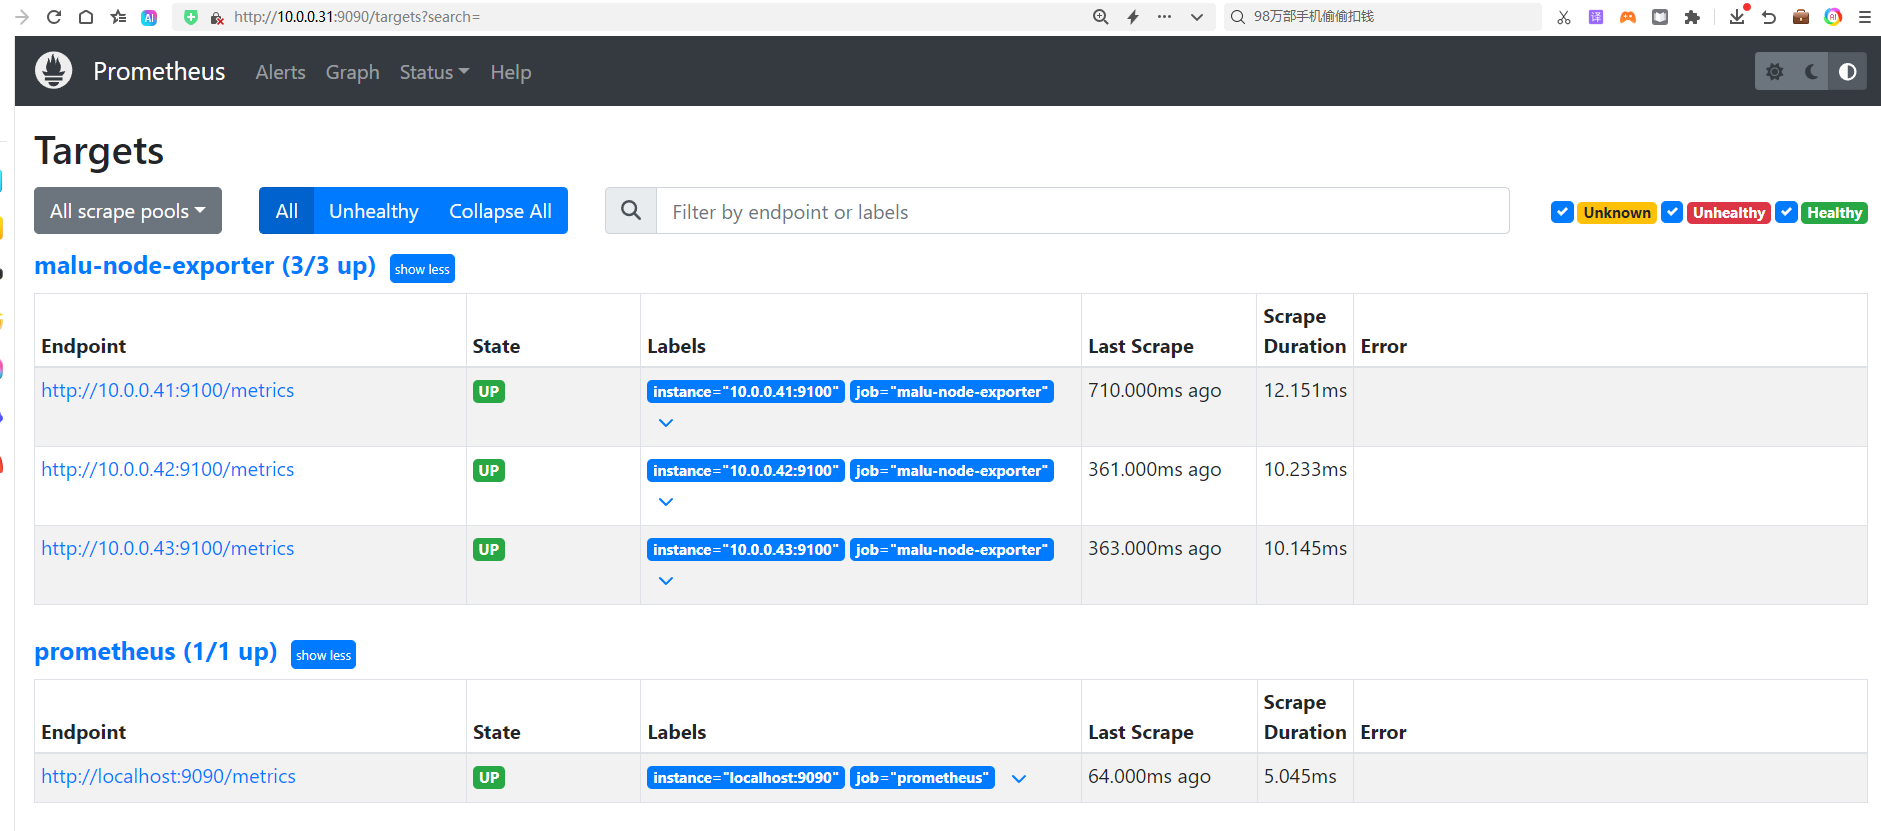 http://10.0.0.31:9090/targets?search=
98万部手机偷偷扣钱
译
AI
Prometheus Alerts Graph Status Help
Targets
All scrape pools
All Unhealthy Collapse All
Filter by endpoint or labels
Unknown Unhealthy Healthy
malu-node-exporter (3/3 up) show less
Endpoint State Labels Last Scrape Scrape Duration Error
http://10.0.0.41:9100/metrics UP instance="10.0.0.41:9100" job="malu-node-exporter" 710.000ms ago 12.151ms
http://10.0.0.42:9100/metrics UP instance="10.0.0.42:9100" job="malu-node-exporter" 361.000ms ago 10.233ms
http://10.0.0.43:9100/metrics UP instance="10.0.0.43:9100" job="malu-node-exporter" 363.000ms ago 10.145ms
prometheus (1/1 up) show less
Endpoint State Labels Last Scrape Scrape Duration Error
http://localhost:9090/metrics UP instance="localhost:9090" job="prometheus" 64.000ms ago 5.045ms